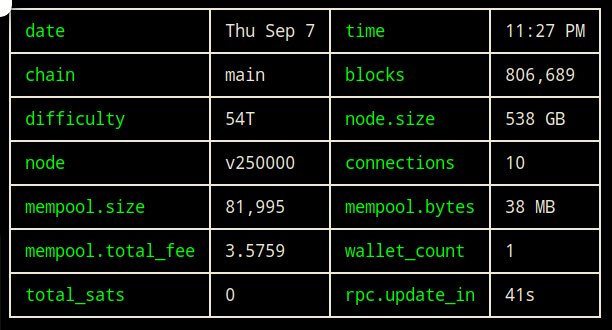 date Thu Sep 7 time 11:27 PM
chain main blocks 806,689
difficulty 54T node.size 538 GB
node v250000 connections 10
mempool.size 81,995 mempool.bytes 38 MB
mempool.total_fee 3.5759 wallet_count 1
total_sats 0 rpc.update_in 41s